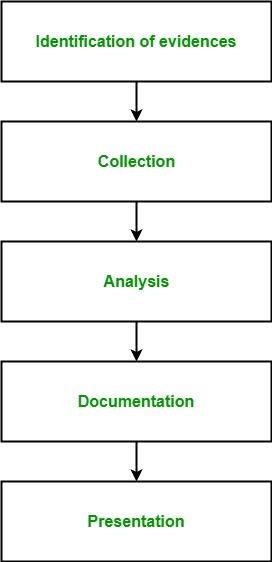 Identification of evidences
Collection
Analysis
Documentation
Presentation